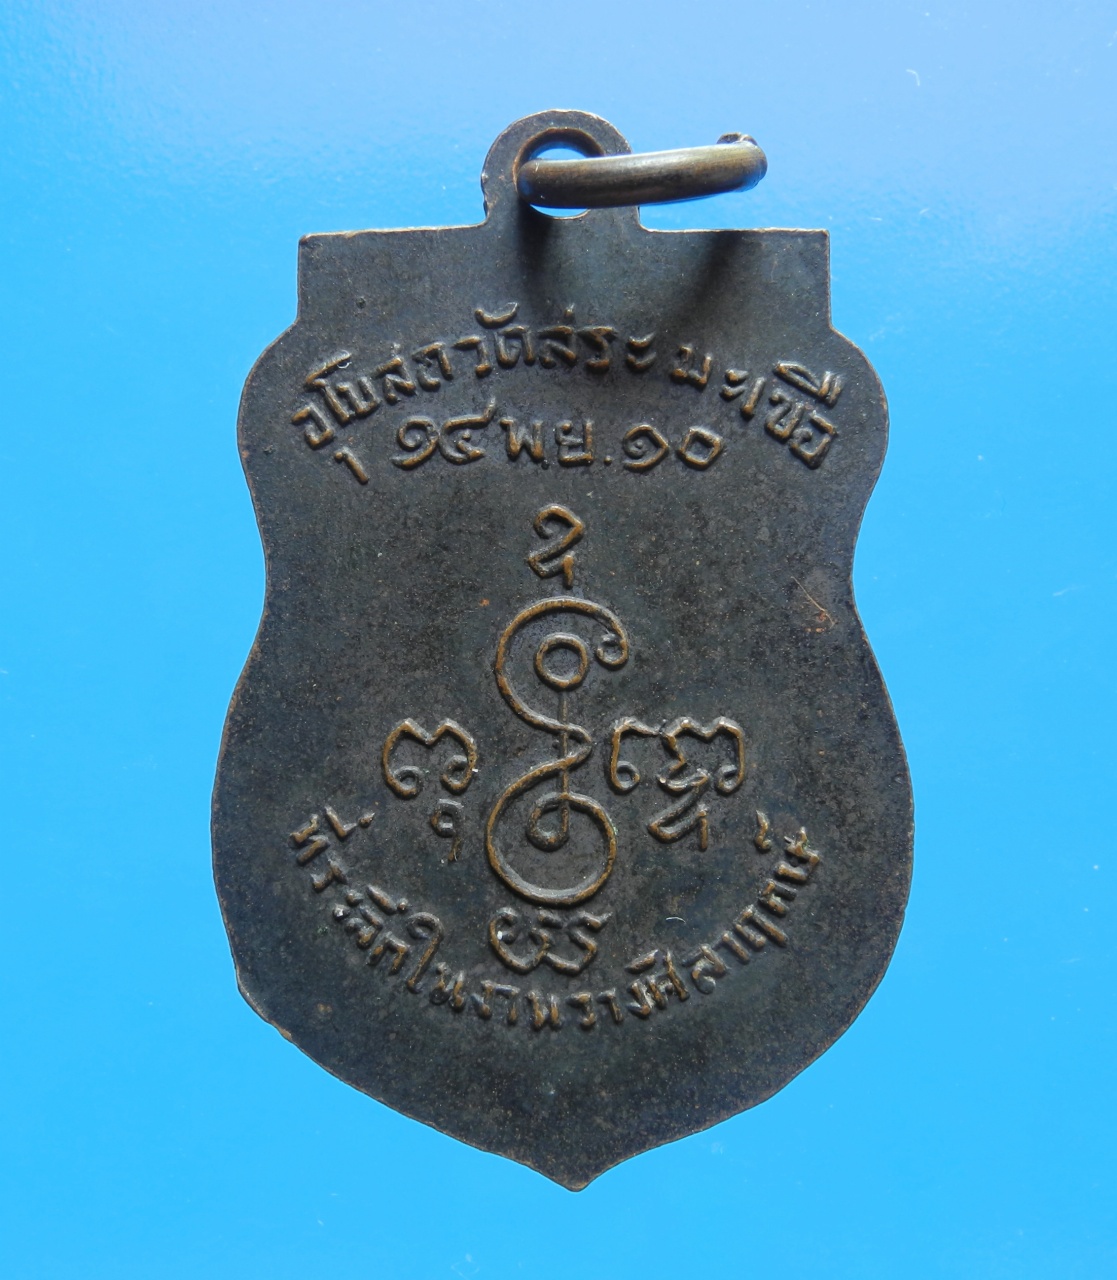 อุโบสถวัดสระมะเขือ
๑๔ พ.ย. ๑๐
ที่ระลึกในงานวางศิลาฤกษ์